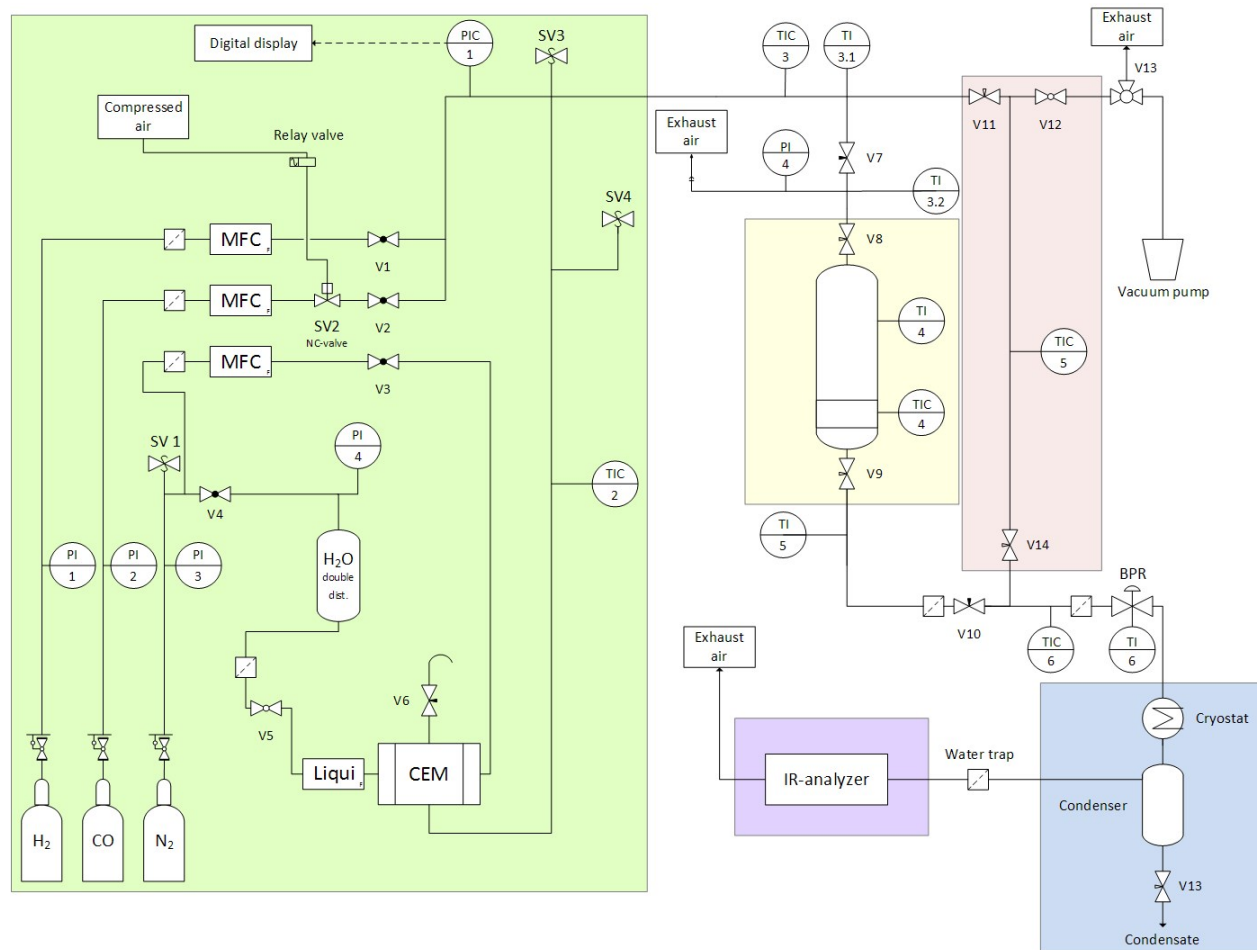 Digital display
PIC
1
SV3
TIC
3
TI
3.1
Exhaust
air
V13
Compressed
air
Relay valve
Exhaust
air
PI
4
V7
V11
V12
TI
3.2
SV4
MFC
F
V1
V8
MFC
F
SV2
NC-valve
V2
Vacuum pump
TI
4
MFC
F
V3
TIC
5
TIC
4
SV 1
PI
4
V4
TIC
2
V9
TI
5
V14
PI
1
PI
2
PI
3
H2O
double
dist.
BPR
V10
TIC
6
TI
6
Exhaust
air
V5
V6
Cryostat
Liqui
F
CEM
IR-analyzer
Water trap
Condenser
H2
CO
N2
V13
Condensate